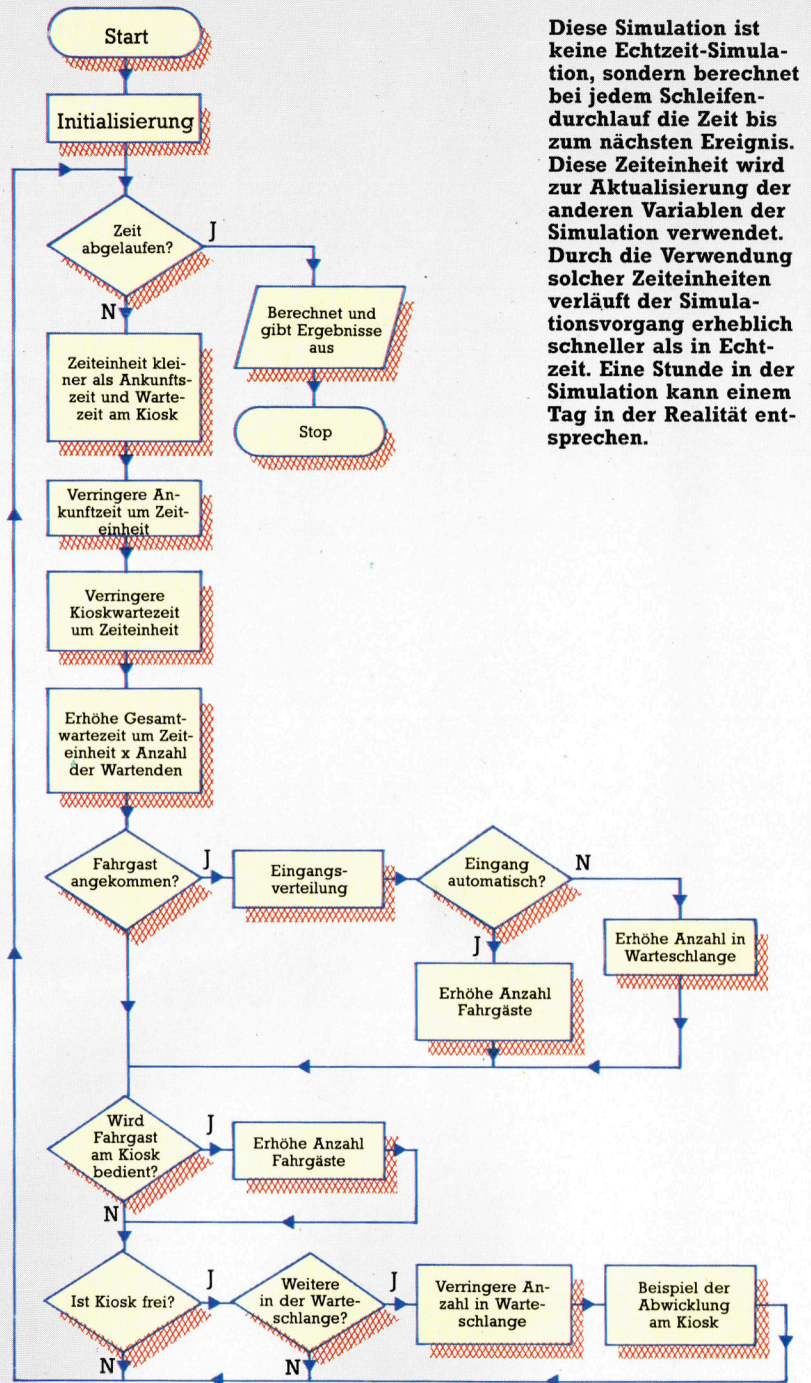 Start
Initialisierung
Zeit
abgelaufen?
J
N
Berechnet und
gibt Ergebnisse
aus
Stop
Zeiteinheit klei-
ner als Ankunfts-
zeit und Warte-
zeit am Kiosk
Verringere An-
kunftzeit um Zeit-
einheit
Verringere
Kioskwartezeit
um Zeiteinheit
Erhöhe Gesamt-
wartezeit um Zeit-
einheit x Anzahl
der Wartenden
Fahrgast
angekommen?
J
Eingangs-
verteilung
Eingang
automatisch?
N
J
Erhöhe Anzahl in
Warteschlange
Erhöhe Anzahl
Fahrgäste
Wird
Fahrgast
am Kiosk
bedient?
J
Erhöhe Anzahl
Fahrgäste
N
Ist Kiosk frei?
J
Weitere
in der Warte-
schlange?
J
Verringere An-
zahl in Warte-
schlange
Beispiel der
Abwicklung
am Kiosk
N
N
Diese Simulation ist
keine Echtzeit-Simula-
tion, sondern berechnet
bei jedem Schleifen-
durchlauf die Zeit bis
zum nächsten Ereignis.
Diese Zeiteinheit wird
zur Aktualisierung der
anderen Variablen der
Simulation verwendet.
Durch die Verwendung
solcher Zeiteinheiten
verläuft der Simula-
tionsvorgang erheblich
schneller als in Echt-
zeit. Eine Stunde in der
Simulation kann einem
Tag in der Realität ent-
sprechen.